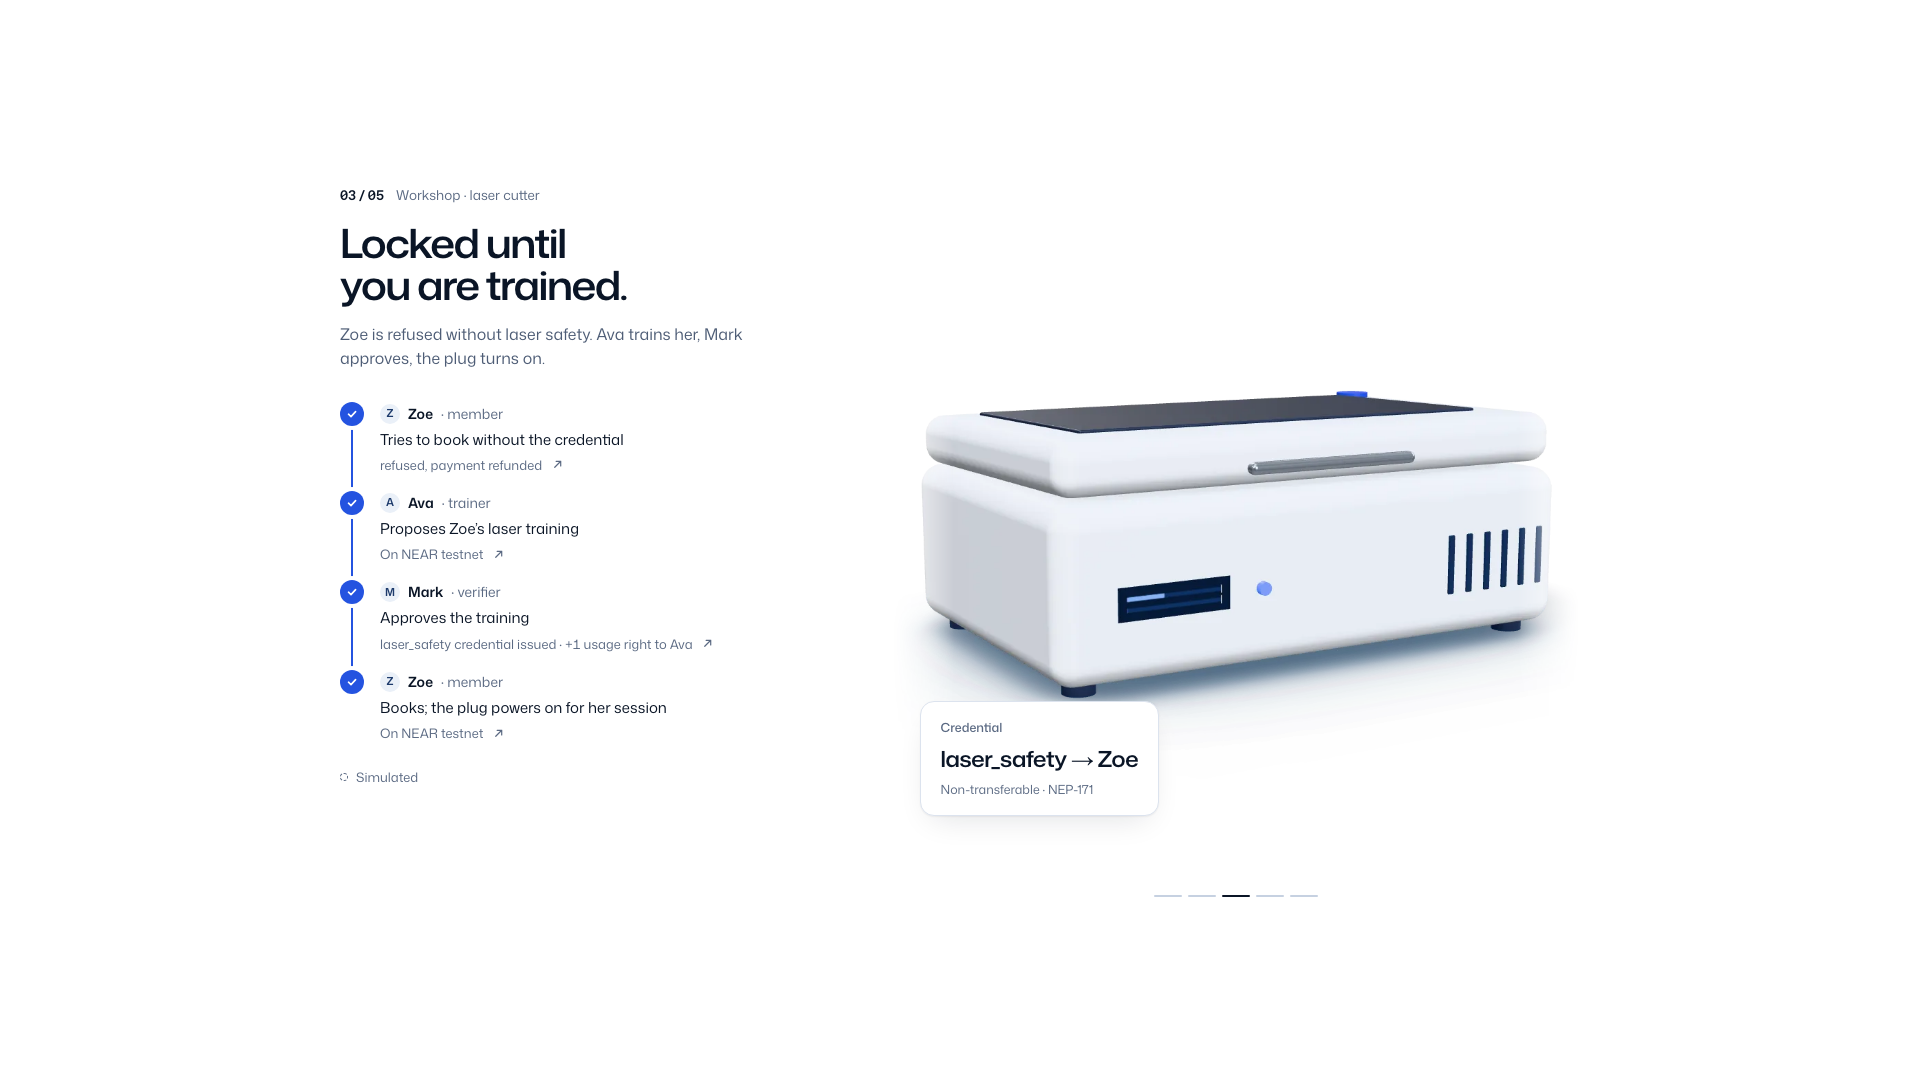 03 / 05 Workshop · laser cutter
Locked until
you are trained.
Zoe is refused without laser safety. Ava trains her, Mark
approves, the plug turns on.
Z Zoe · member
Tries to book without the credential
refused, payment refunded ↗
A Ava · trainer
Proposes Zoe's laser training
On NEAR testnet ↗
M Mark · verifier
Approves the training
laser_safety credential issued · +1 usage right to Ava ↗
Z Zoe · member
Books; the plug powers on for her session
On NEAR testnet ↗
Simulated
Credential
laser_safety → Zoe
Non-transferable · NEP-171